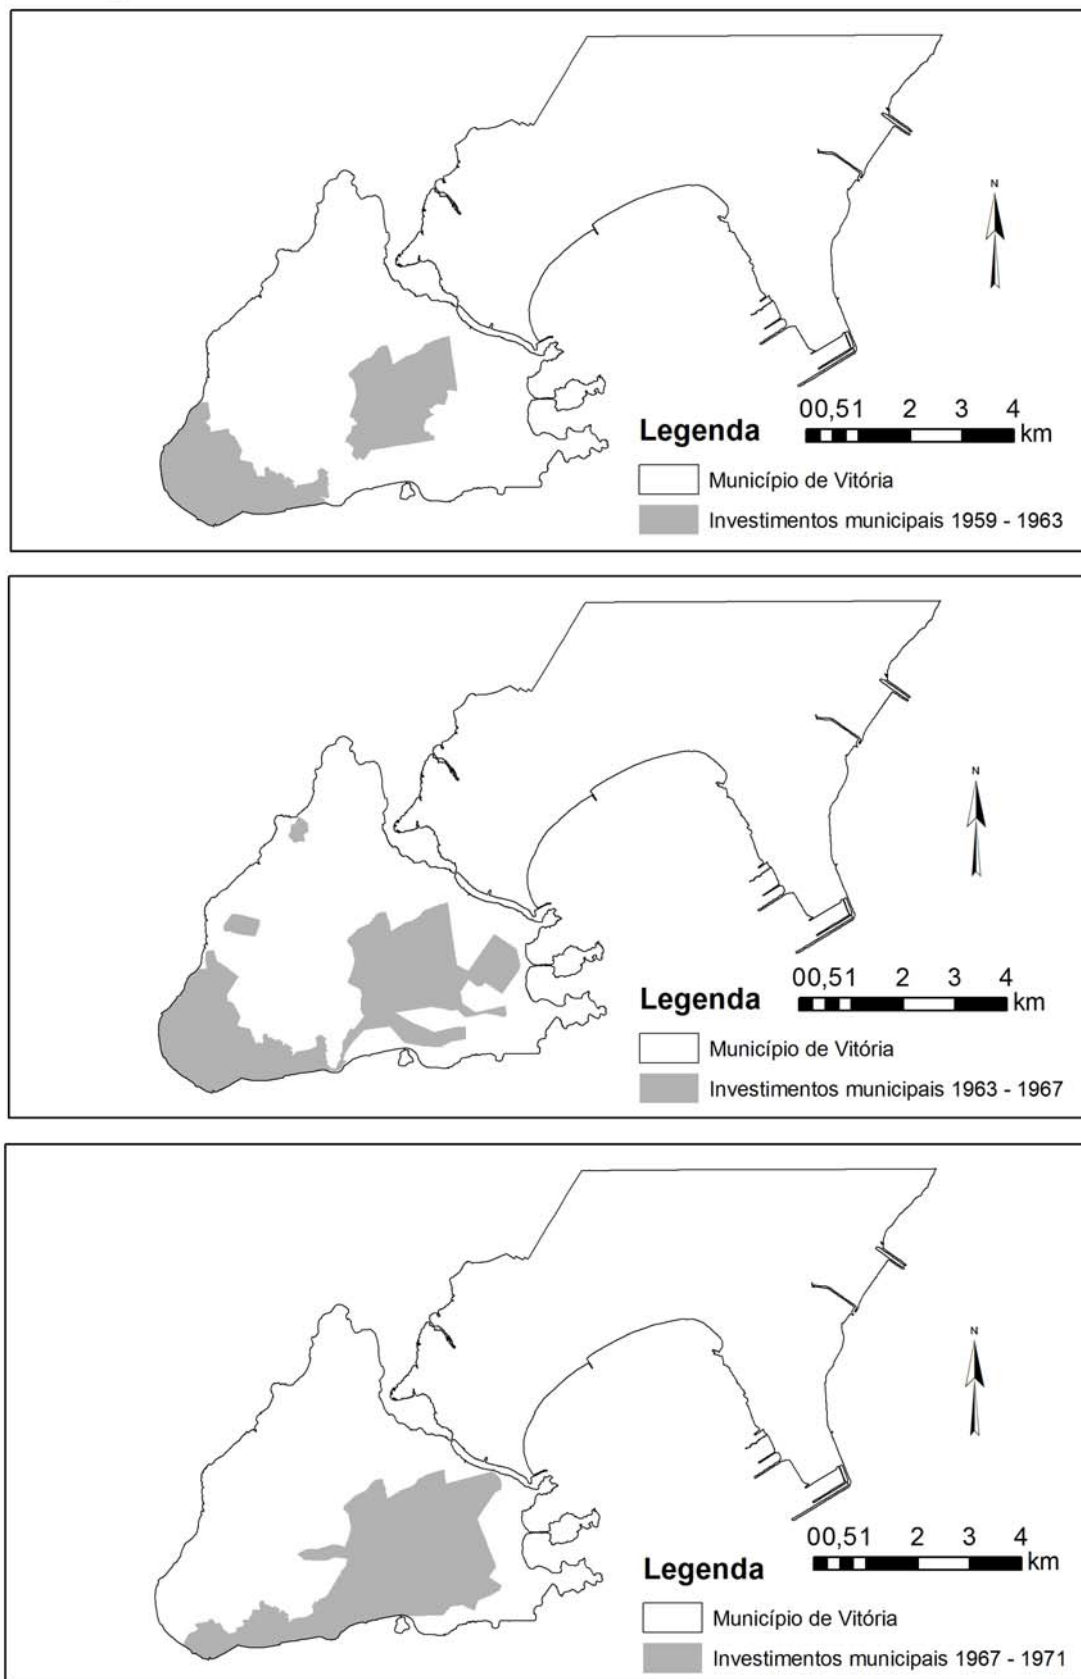 N
00,51 2 3 4
km
Legenda
Município de Vitória
Investimentos municipais 1959 - 1963
N
00,51 2 3 4
km
Legenda
Município de Vitória
Investimentos municipais 1963 - 1967
N
00,51 2 3 4
km
Legenda
Município de Vitória
Investimentos municipais 1967 - 1971